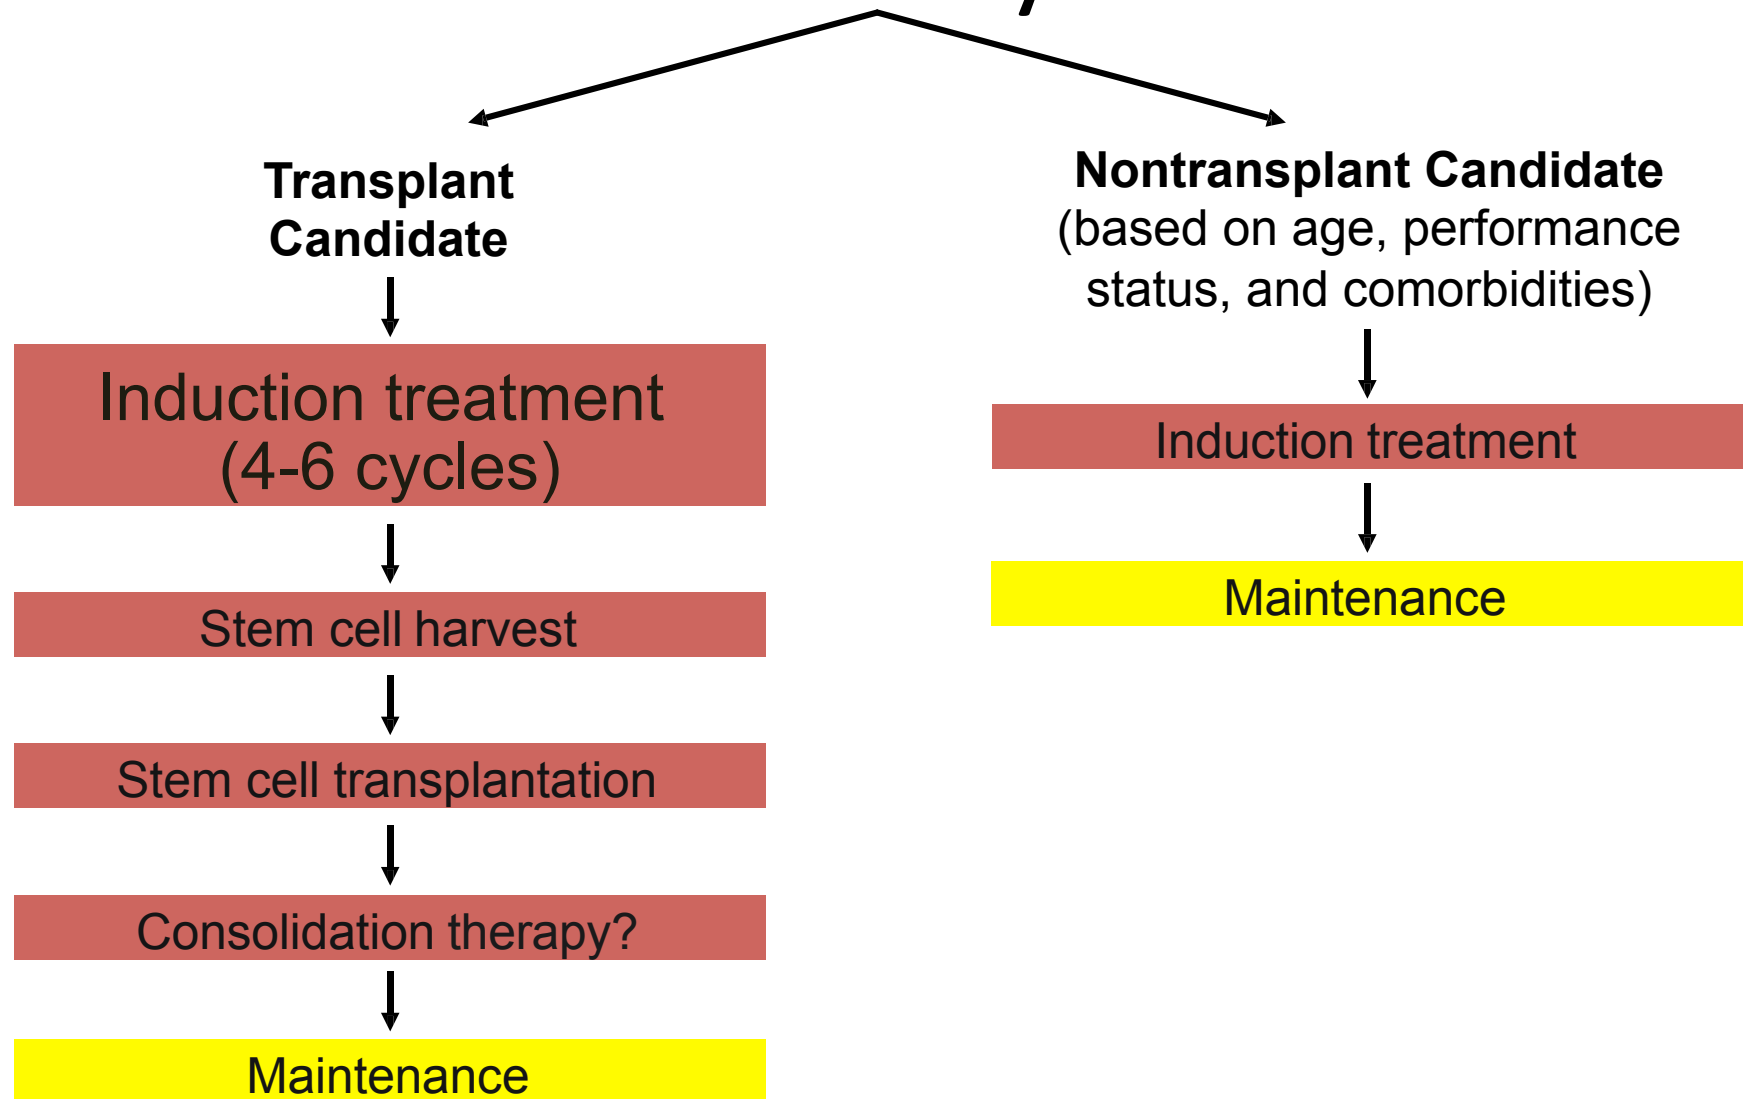 Transplant
Candidate
Induction treatment
(4-6 cycles)
Stem cell harvest
Stem cell transplantation
Consolidation therapy?
Maintenance
Nontransplant Candidate
(based on age, performance
status, and comorbidities)
Induction treatment
Maintenance